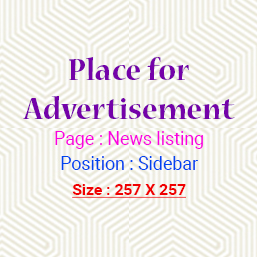 Place for
Advertisement
Page : News listing
Position : Sidebar
Size : 257 X 257